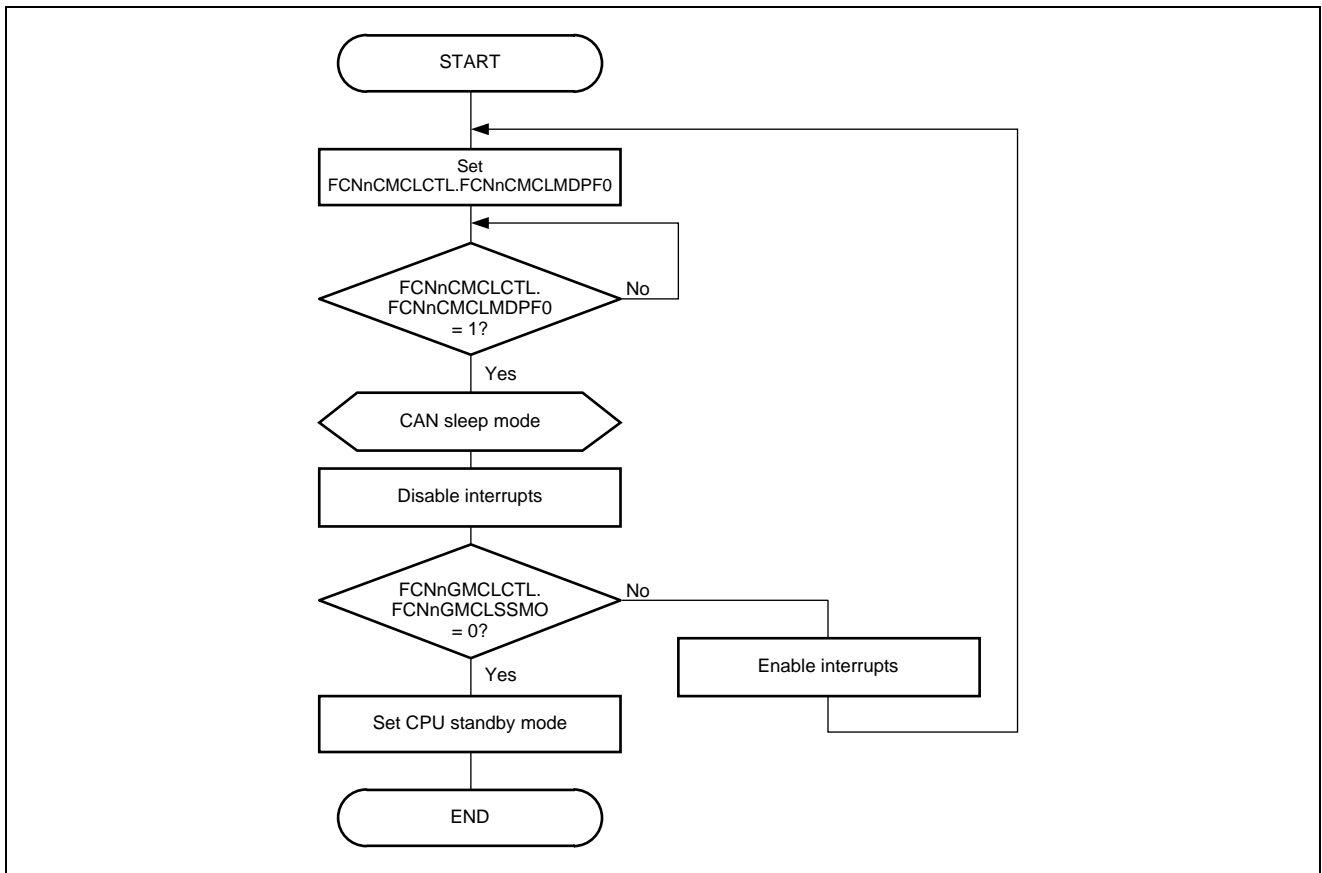 START
Set
FCNnCMCLCTL.FCNnCMCLMDPF0
FCNnCMCLCTL.
FCNnCMCLMDPF0
= 1?
No
Yes
CAN sleep mode
Disable interrupts
FCNnGMCLCTL.
FCNnGMCLSSMO
= 0?
No
Yes
Enable interrupts
Set CPU standby mode
END